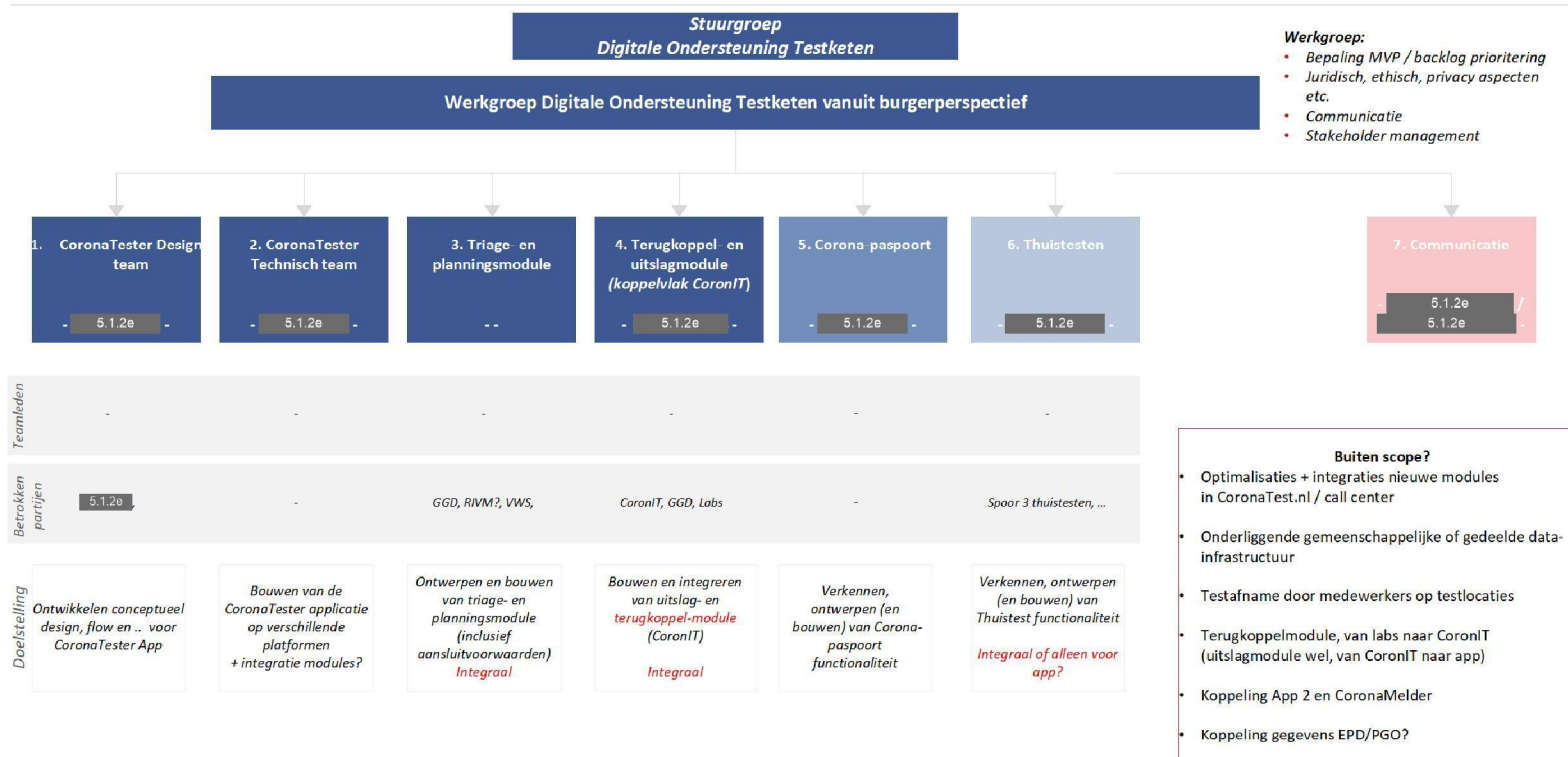 Stuurgroep
Digitale Ondersteuning Testketen
Werkgroep Digitale Ondersteuning Testketen vanuit burgerperspectief
Werkgroep:
• Bepaling MVP / backlog prioritering
• Juridisch, ethisch, privacy aspecten
etc.
• Communicatie
• Stakeholder management
1. CoronaTester Design
team
- 5.1.2e -
2. CoronaTester
Technisch team
- 5.1.2e -
3. Triage- en
planningsmodule
- -
4. Terugkoppel- en
uitslagmodule
(koppelvlak CoronIT)
- 5.1.2e -
5. Corona-paspoort
- 5.1.2e -
6. Thuistesten
- 5.1.2e -
7. Communicatie
- 5.1.2e /
5.1.2e -
Teamleden
-
-
-
-
-
-
Betrokken
partijen
5.1.2e,
-
GGD, RIVM?, VWS,
CoronIT, GGD, Labs
-
Spoor 3 thuistesten, ...
Doelstelling
Ontwikkelen conceptueel
design, flow en .. voor
CoronaTester App
Bouwen van de
CoronaTester applicatie
op verschillende
platformen
+ integratie modules?
Ontwerpen en bouwen
van triage- en
planningsmodule
(inclusief
aansluitvoorwaarden)
Integraal
Bouwen en integreren
van uitslag- en
terugkoppel-module
(CoronIT)
Integraal
Verkennen,
ontwerpen (en
bouwen) van Corona-
paspoort
functionaliteit
Verkennen, ontwerpen
(en bouwen) van
Thuistest functionaliteit
Integraal of alleen voor
app?
Buiten scope?
• Optimalisaties + integraties nieuwe modules
in CoronaTest.nl / call center
• Onderliggende gemeenschappelijke of gedeelde data-
infrastructuur
• Testafname door medewerkers op testlocaties
• Terugkoppelmodule, van labs naar CoronIT
(uitslagmodule wel, van CoronIT naar app)
• Koppeling App 2 en CoronaMelder
• Koppeling gegevens EPD/PGO?